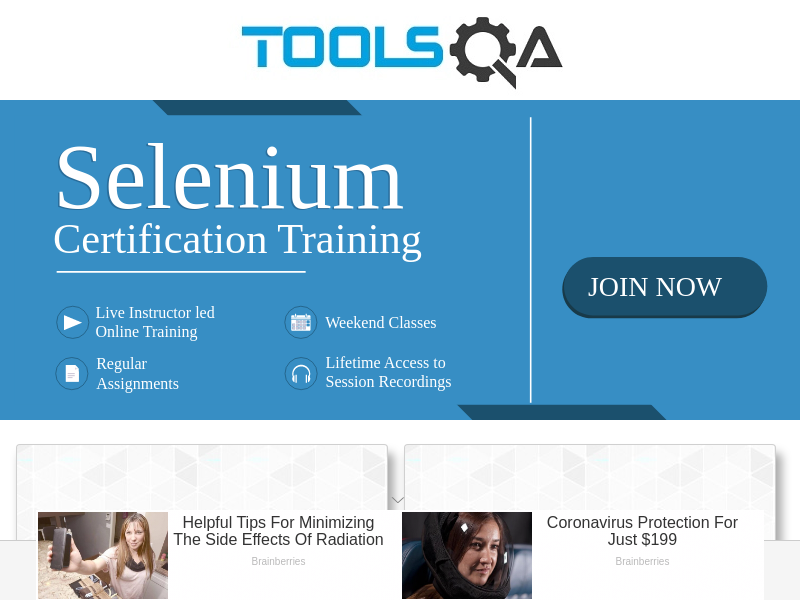 TOOLSQA
Selenium
Certification Training
Live Instructor led
Online Training
Weekend Classes
Regular
Assignments
Lifetime Access to
Session Recordings
JOIN NOW
Helpful Tips For Minimizing
The Side Effects Of Radiation
Brainberries
Coronavirus Protection For
Just $199
Brainberries